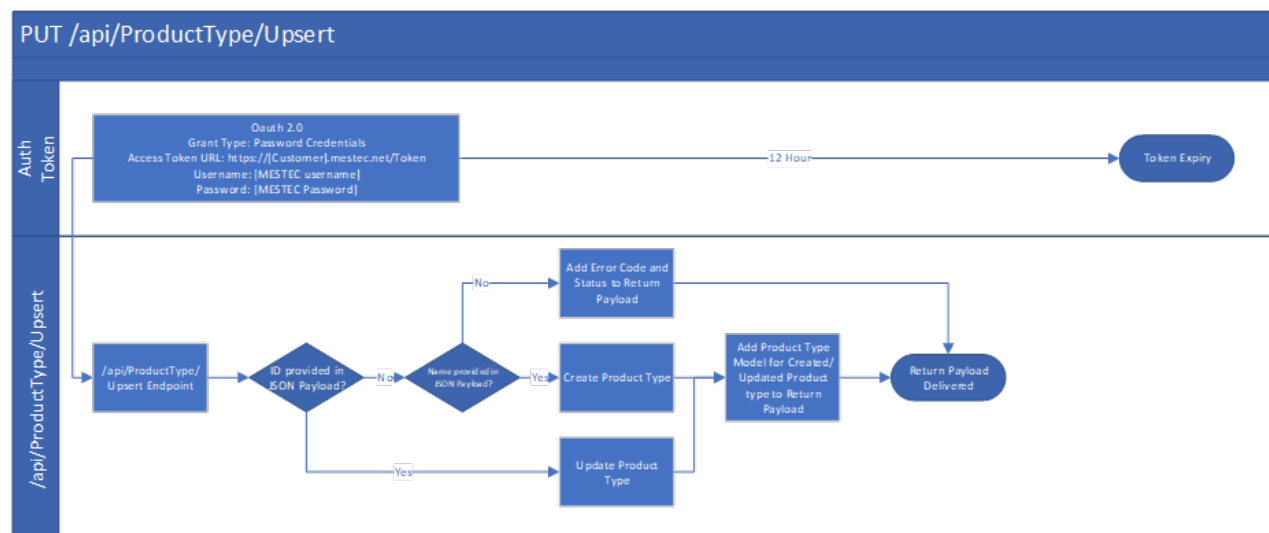 PUT /api/ProductType/Upsert
Auth
Token
Oauth 2.0
Grant Type: Password Credentials
Access Token URL: https://[Customer].mestec.net/Token
Username: [MESTEC username]
Password: [MESTEC Password]
12 Hour
Token Expiry
/api/ProductType/Upsert
/api/ProductType/
Upsert Endpoint
ID provided in
JSON Payload?
No
Name provided in
JSON Payload?
No
Add Error Code and
Status to Return
Payload
Yes
Create Product Type
Yes
Update Product
Type
Add Product Type
Model for Created/
Updated Product
type to Return
Payload
Return Payload
Delivered